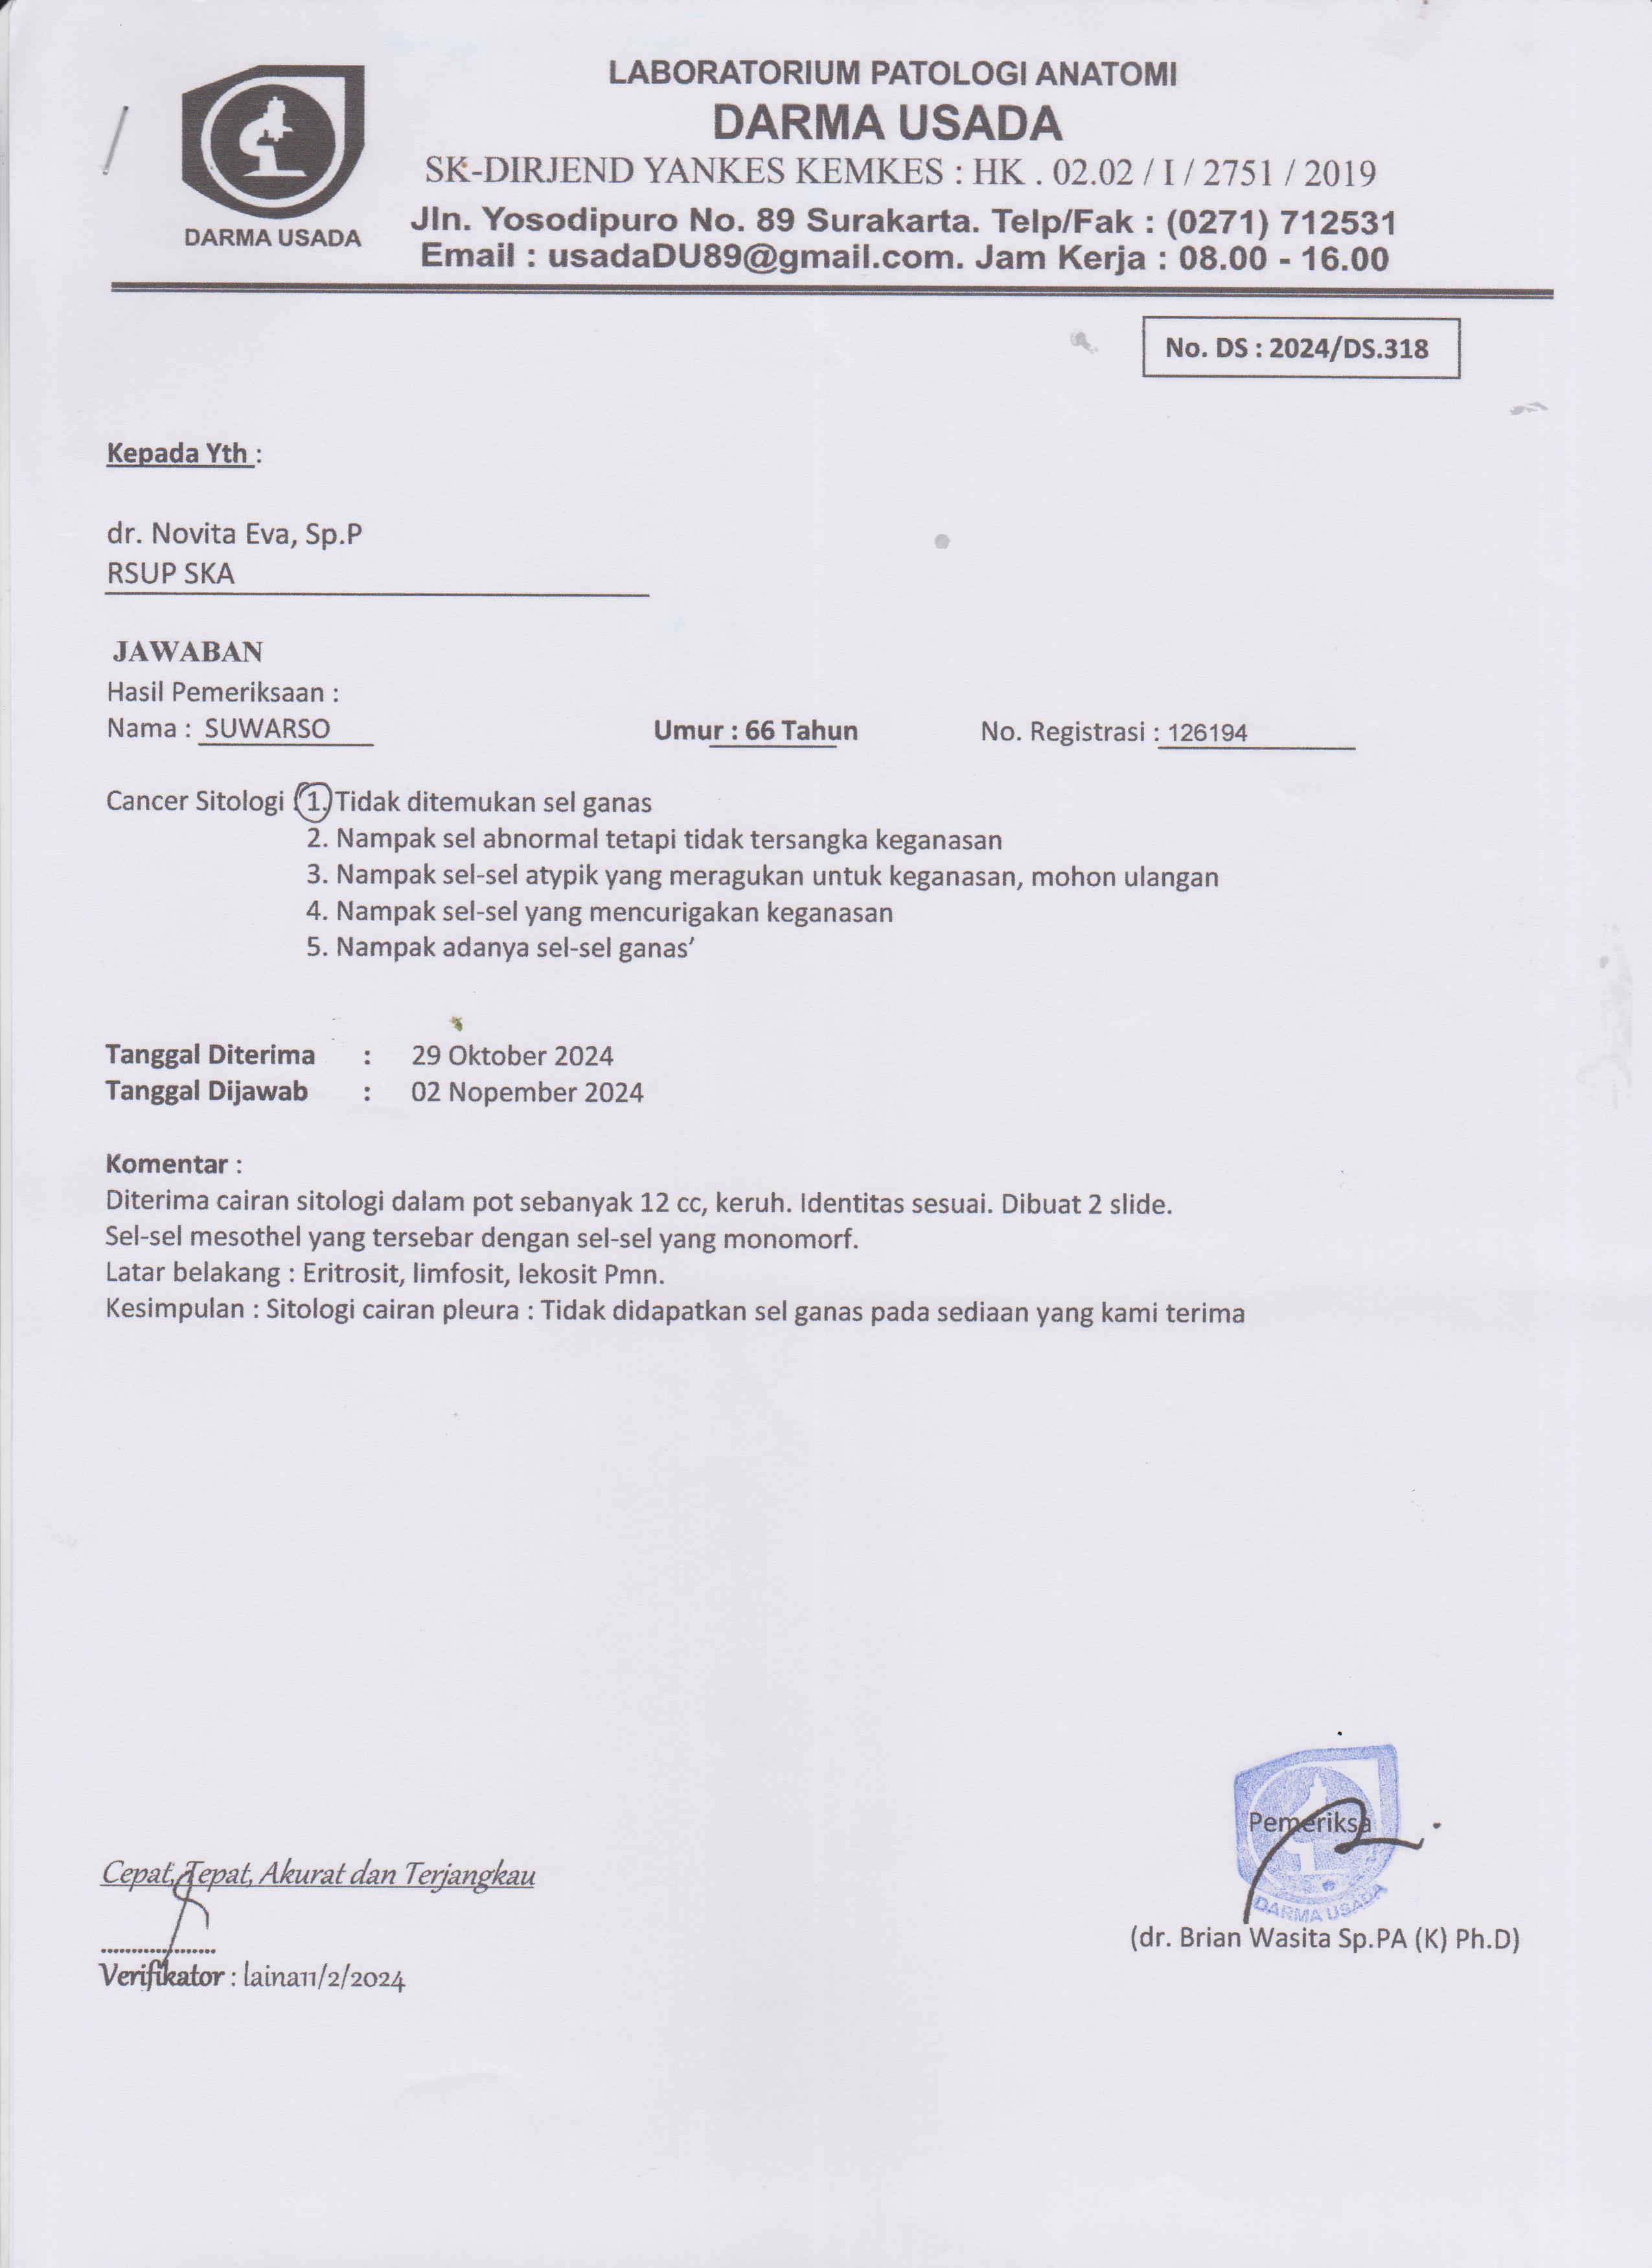 LABORATORIUM PATOLOGI ANATOMI
DARMA USADA
SK-DIRJEND YANKES KEMKES : HK . 02.02 / I / 2751 / 2019
Jln. Yosodipuro No. 89 Surakarta. Telp/Fak : (0271) 712531
Email : usadaDU89@gmail.com. Jam Kerja : 08.00 - 16.00
DARMA USADA
No. DS : 2024/DS.318
Kepada Yth :
dr. Novita Eva, Sp.P
RSUP SKA
JAWABAN
Hasil Pemeriksaan :
Nama : SUWARSO Umur : 66 Tahun No. Registrasi : 126194
Cancer Sitologi : 1. Tidak ditemukan sel ganas
2. Nampak sel abnormal tetapi tidak tersangka keganasan
3. Nampak sel-sel atypik yang meragukan untuk keganasan, mohon ulangan
4. Nampak sel-sel yang mencurigakan keganasan
5. Nampak adanya sel-sel ganas’
Tanggal Diterima : 29 Oktober 2024
Tanggal Dijawab : 02 Nopember 2024
Komentar :
Diterima cairan sitologi dalam pot sebanyak 12 cc, keruh. Identitas sesuai. Dibuat 2 slide.
Sel-sel mesothel yang tersebar dengan sel-sel yang monomorf.
Latar belakang : Eritrosit, limfosit, lekosit Pmn.
Kesimpulan : Sitologi cairan pleura : Tidak didapatkan sel ganas pada sediaan yang kami terima
Pemeriksa
DARMA USADA
(dr. Brian Wasita Sp.PA (K) Ph.D)
Cepat, Tepat, Akurat dan Terjangkau
....................
Verifikator : laina11/2/2024